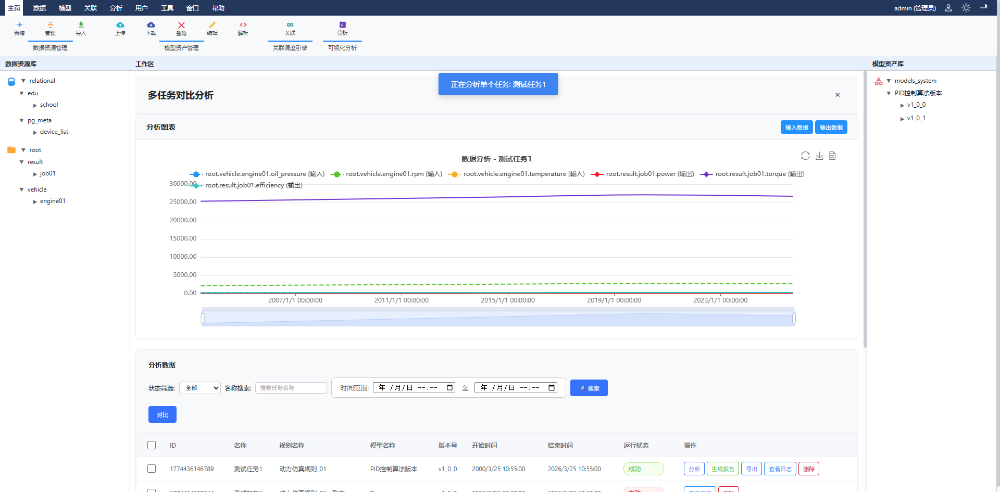 主页 数据 模型 关联 分析 用户 工具 窗口 帮助 admin (管理员)
新增 管理 导入 上传 下载 删除 编辑 解析 关联 分析
数据资源管理 模型资产管理 关联调度引擎 可视化分析
数据资源库
relational
edu
school
pg_meta
device_list
root
result
job01
vehicle
engine01
工作区
正在分析单个任务: 测试任务1
多任务对比分析 ×
分析图表 输入数据 输出数据
数据分析 - 测试任务1
root.vehicle.engine01.oil_pressure (输入) root.vehicle.engine01.rpm (输入) root.vehicle.engine01.temperature (输入) root.result.job01.power (输出) root.result.job01.torque (输出)
root.result.job01.efficiency (输出)
30000.00
25000.00
20000.00
15000.00
10000.00
5000.00
0.00
2007/1/1 00:00:00 2011/1/1 00:00:00 2015/1/1 00:00:00 2019/1/1 00:00:00 2023/1/1 00:00:00
分析数据
状态筛选: 全部 名称搜索: 搜索任务名称 时间范围: 年 /月/日 --:-- 至 年 /月/日 --:-- 搜索
对比
ID 名称 规则名称 模型名称 版本号 开始时间 结束时间 运行状态 操作
1774436146789 测试任务1 动力仿真规则_01 PID控制算法版本 v1_0_0 2000/3/25 10:55:00 2026/3/25 10:55:00 成功 分析 生成报告 导出 查看日志 删除
模型资产库
models_system
PID控制算法版本
v1_0_0
v1_0_1